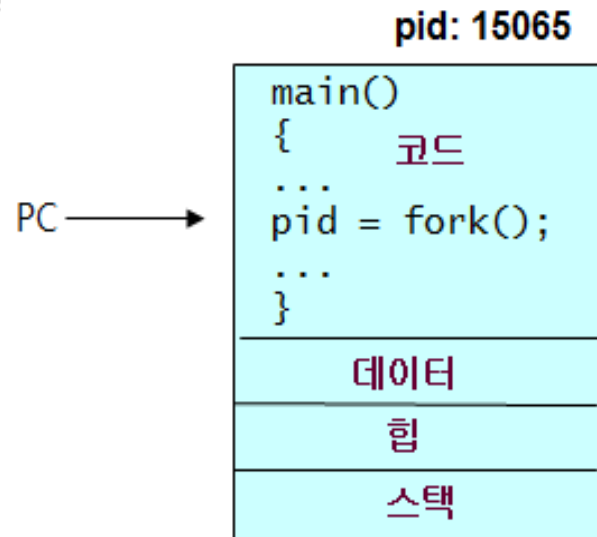 pid: 15065
main()
{ 코드
...
PC pid = fork();
...
}
데이터
힙
스택